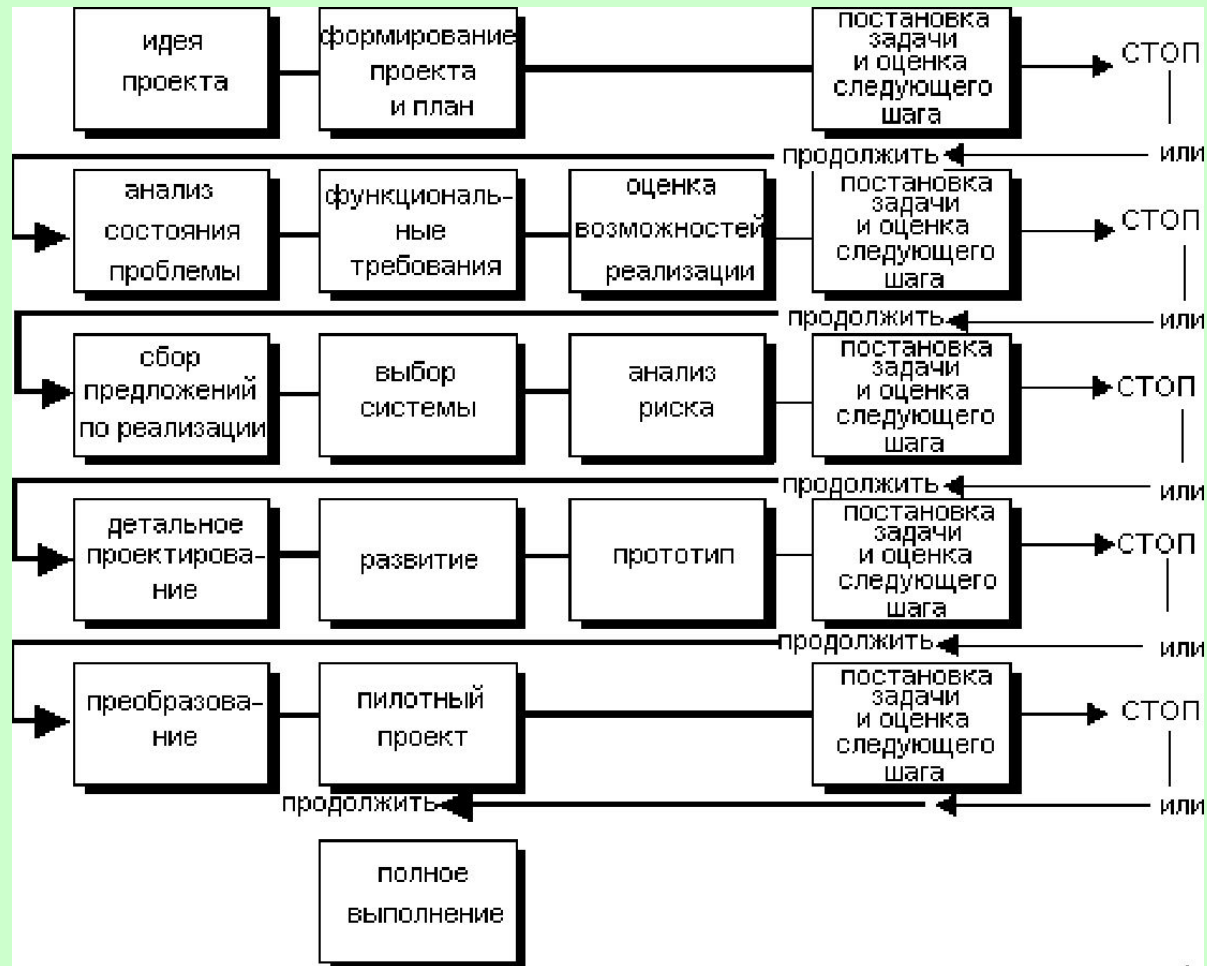 идея
проекта
формирование
проекта
и план
постановка
задачи
и оценка
следующего
шага
СТОП
или
продолжить
анализ
состояния
проблемы
функциональ-
ные
требования
оценка
возможностей
реализации
постановка
задачи
и оценка
следующего
шага
СТОП
или
продолжить
сбор
предложений
по реализации
выбор
системы
анализ
риска
постановка
задачи
и оценка
следующего
шага
СТОП
или
продолжить
детальное
проектирова-
ние
развитие
прототип
постановка
задачи
и оценка
следующего
шага
СТОП
или
продолжить
преобразова-
ние
пилотный
проект
постановка
задачи
и оценка
следующего
шага
СТОП
или
продолжить
полное
выполнение